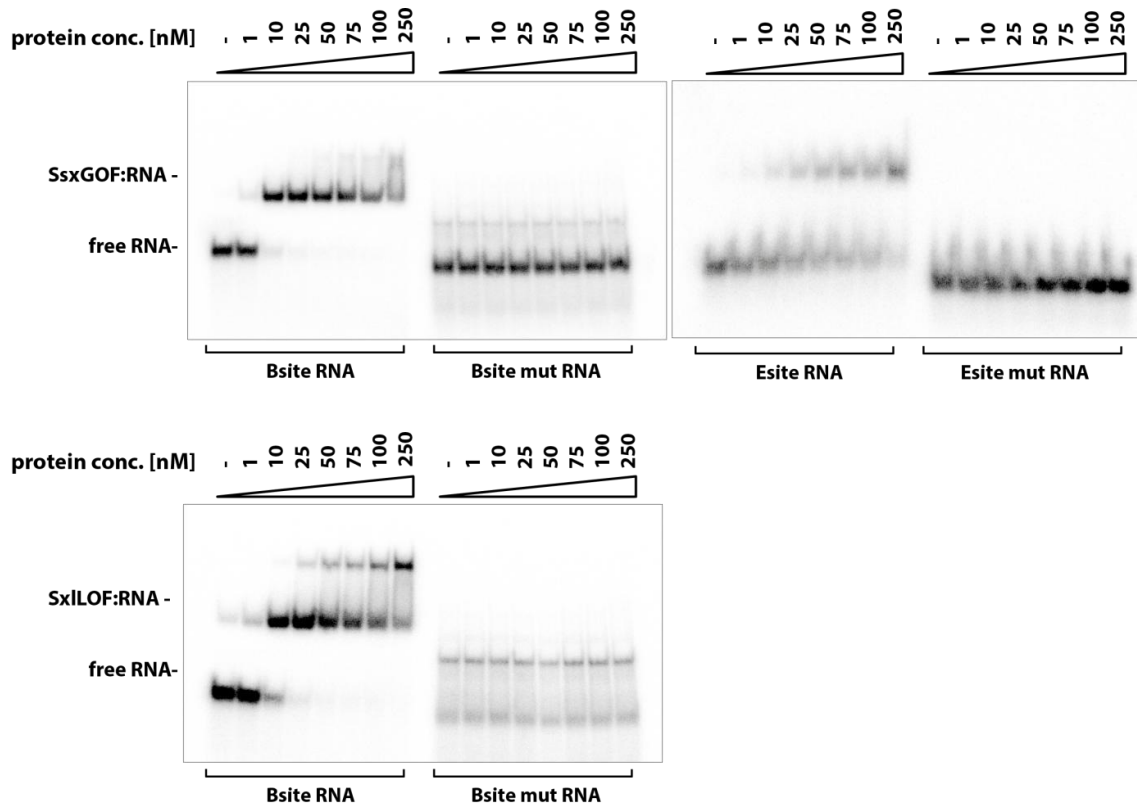 protein conc. [nM] - 1 10 25 50 75 100 250 - 1 10 25 50 75 100 250 - 1 10 25 50 75 100 250 - 1 10 25 50 75 100 250
SsxGOF:RNA -
free RNA-
Bsite RNA Bsite mut RNA Esite RNA Esite mut RNA
protein conc. [nM] - 1 10 25 50 75 100 250 - 1 10 25 50 75 100 250
SxlLOF:RNA -
free RNA-
Bsite RNA Bsite mut RNA